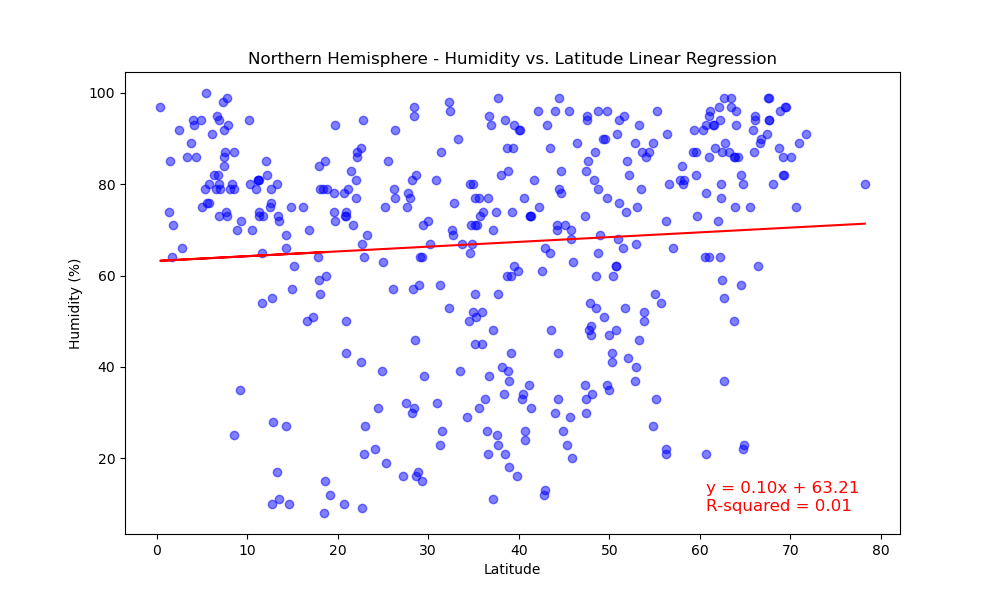 Northern Hemisphere - Humidity vs. Latitude Linear Regression
100
80
60
40
20
Humidity (%)
y = 0.10x + 63.21
R-squared = 0.01
0 10 20 30 40 50 60 70 80
Latitude